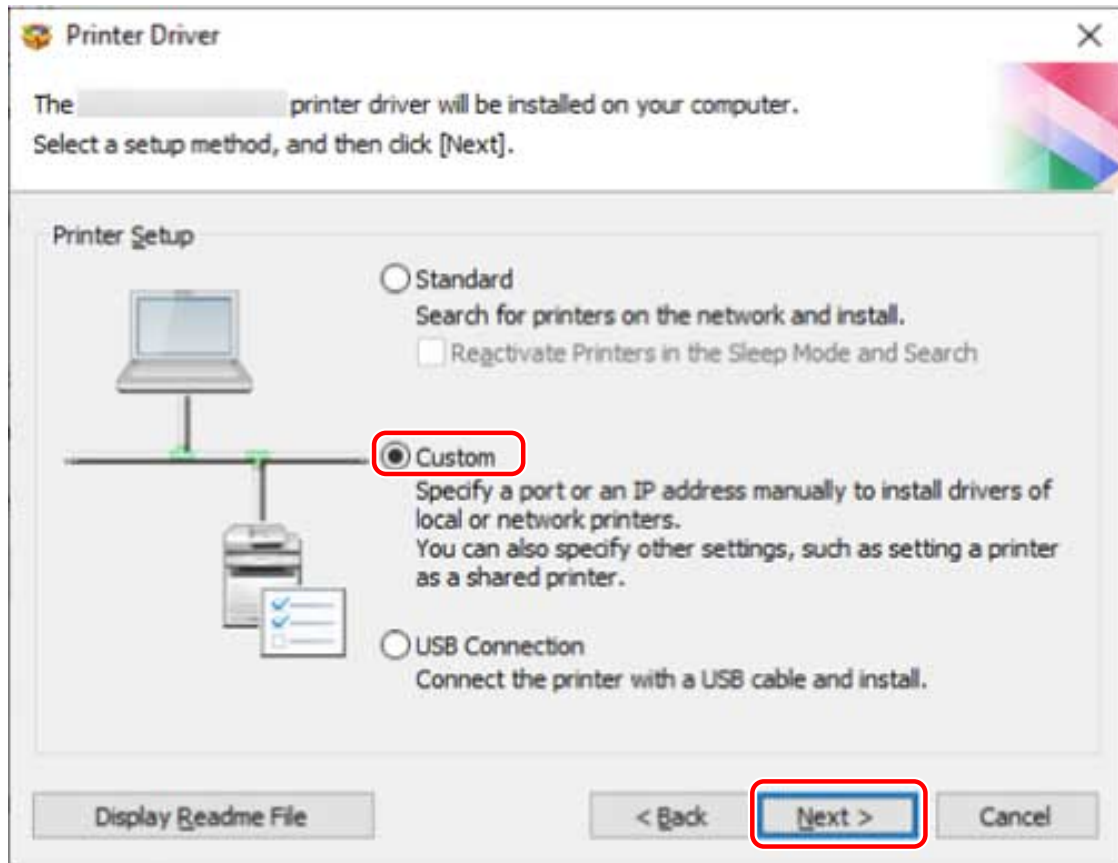 Printer Driver
The printer driver will be installed on your computer.
Select a setup method, and then click [Next].
Printer Setup
Standard
Search for printers on the network and install.
Reactivate Printers in the Sleep Mode and Search
Custom
Specify a port or an IP address manually to install drivers of
local or network printers.
You can also specify other settings, such as setting a printer
as a shared printer.
USB Connection
Connect the printer with a USB cable and install.
Display Readme File
< Back
Next >
Cancel